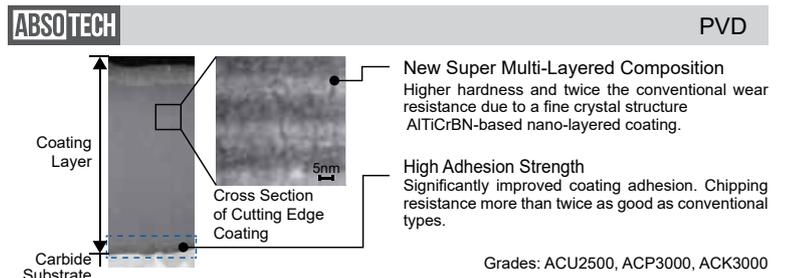 ABSOTECH
PVD
New Super Multi-Layered Composition
Higher hardness and twice the conventional wear
resistance due to a fine crystal structure
AlTiCrBN-based nano-layered coating.
Coating
Layer
5nm
Cross Section
of Cutting Edge
Coating
High Adhesion Strength
Significantly improved coating adhesion. Chipping
resistance more than twice as good as conventional
types.
Carbide
Substrate
Grades: ACU2500, ACP3000, ACK3000